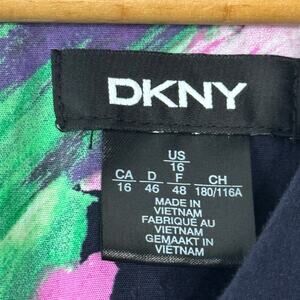 DKNY
US
16
CA D F CH
16 46 48 180/116A
MADE IN
VIETNAM
FABRIQUÉ AU
VIETNAM
GEMAAKT IN
VIETNAM